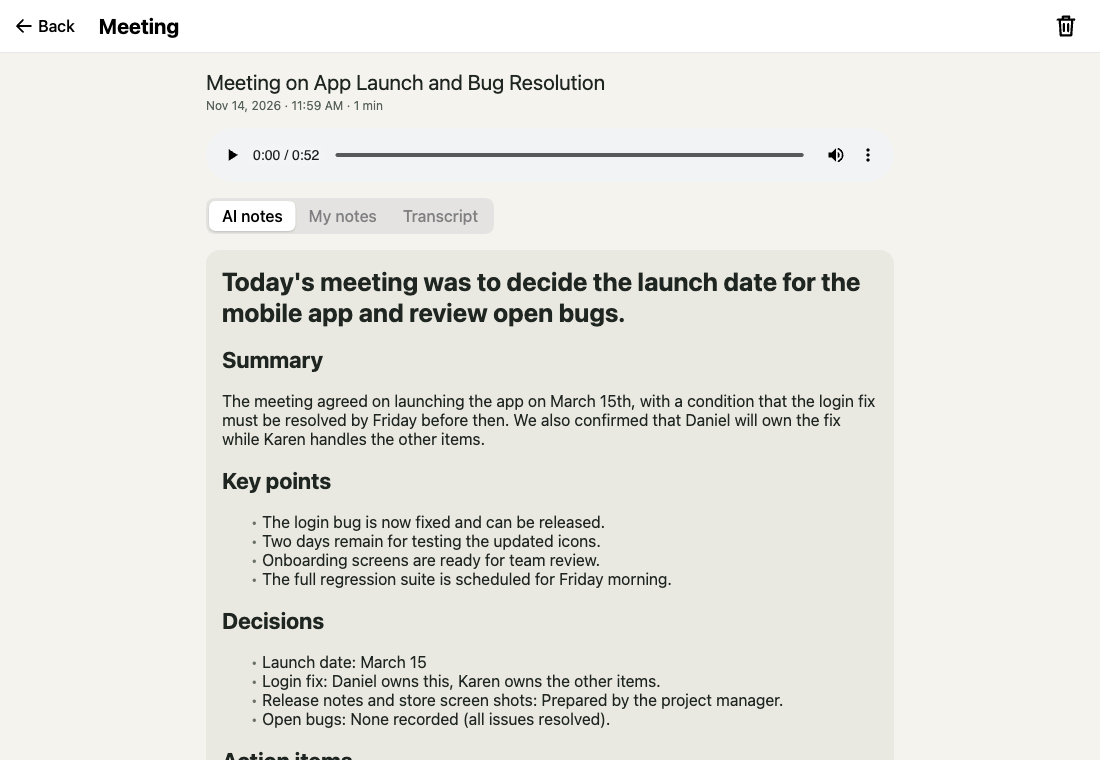 Back Meeting
Meeting on App Launch and Bug Resolution
Nov 14, 2026 · 11:59 AM · 1 min
0:00 / 0:52
AI notes My notes Transcript
Today's meeting was to decide the launch date for the
mobile app and review open bugs.
Summary
The meeting agreed on launching the app on March 15th, with a condition that the login fix
must be resolved by Friday before then. We also confirmed that Daniel will own the fix
while Karen handles the other items.
Key points
• The login bug is now fixed and can be released.
• Two days remain for testing the updated icons.
• Onboarding screens are ready for team review.
• The full regression suite is scheduled for Friday morning.
Decisions
• Launch date: March 15
• Login fix: Daniel owns this, Karen owns the other items.
• Release notes and store screen shots: Prepared by the project manager.
• Open bugs: None recorded (all issues resolved).
Action items